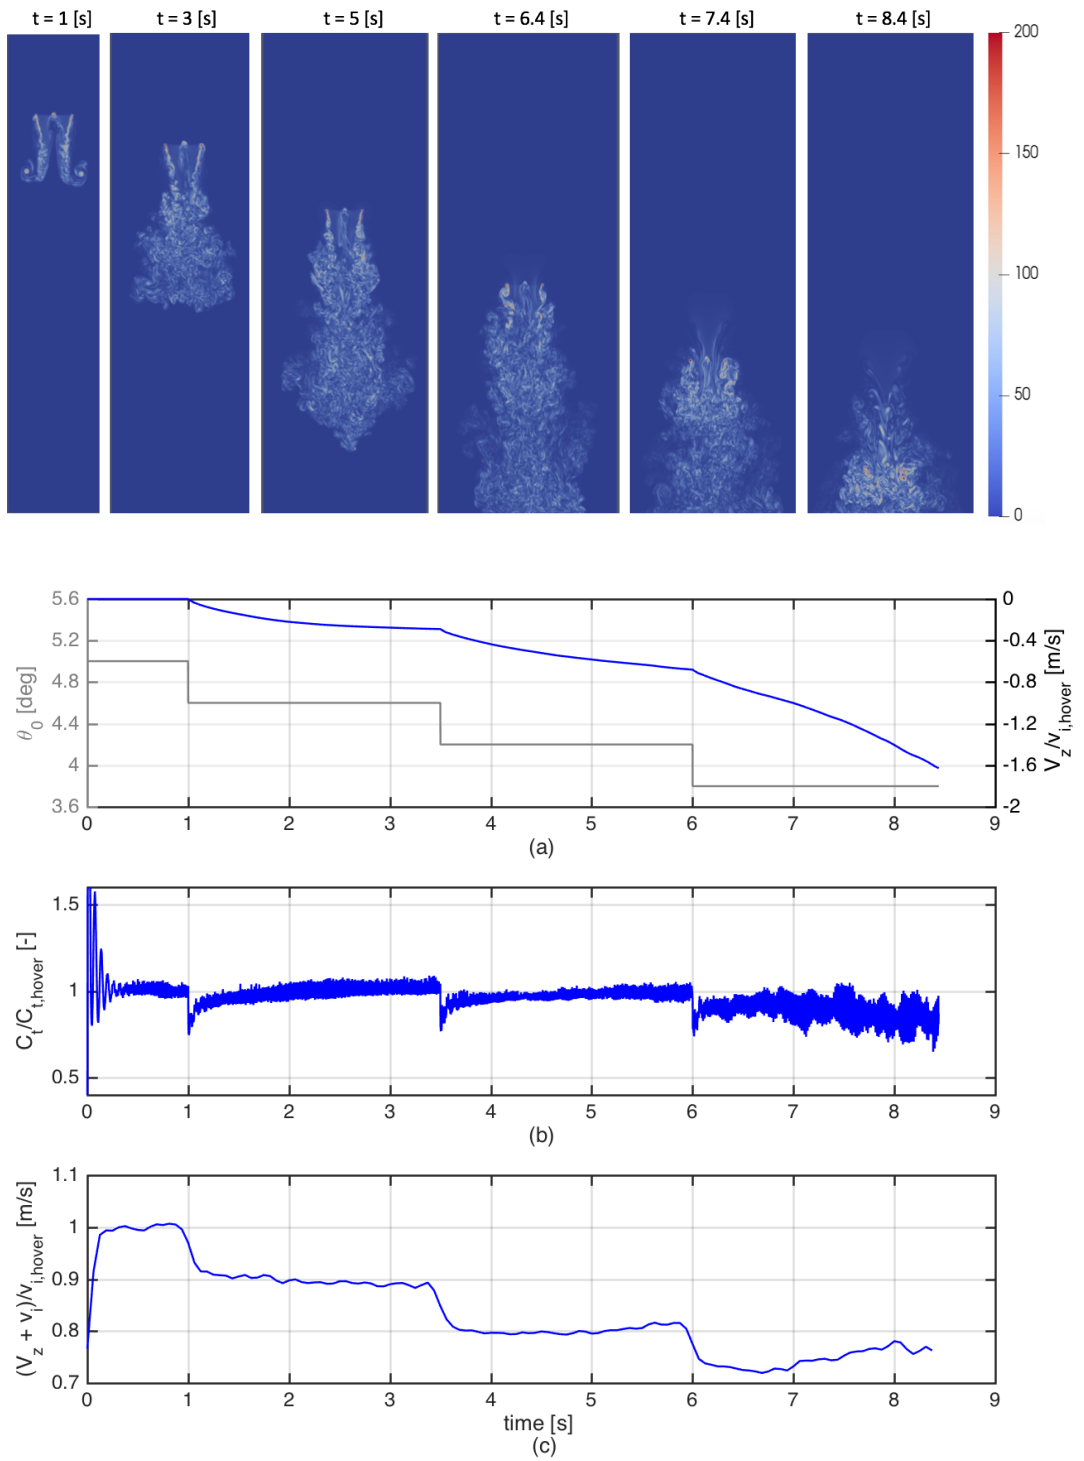 t = 1 [s] t = 3 [s] t = 5 [s] t = 6.4 [s] t = 7.4 [s] t = 8.4 [s]
200
150
100
50
0
5.6 0
5.2 -0.4
4.8 -0.8
4.4 -1.2
4 -1.6
3.6 -2
θ0 [deg]
Vz/vi,hover [m/s]
0 1 2 3 4 5 6 7 8 9
(a)
1.5
1
0.5
Ct/Ct,hover [-]
0 1 2 3 4 5 6 7 8 9
(b)
1.1
1
0.9
0.8
0.7
(Vz + vi)/vi,hover [m/s]
0 1 2 3 4 5 6 7 8 9
time [s]
(c)